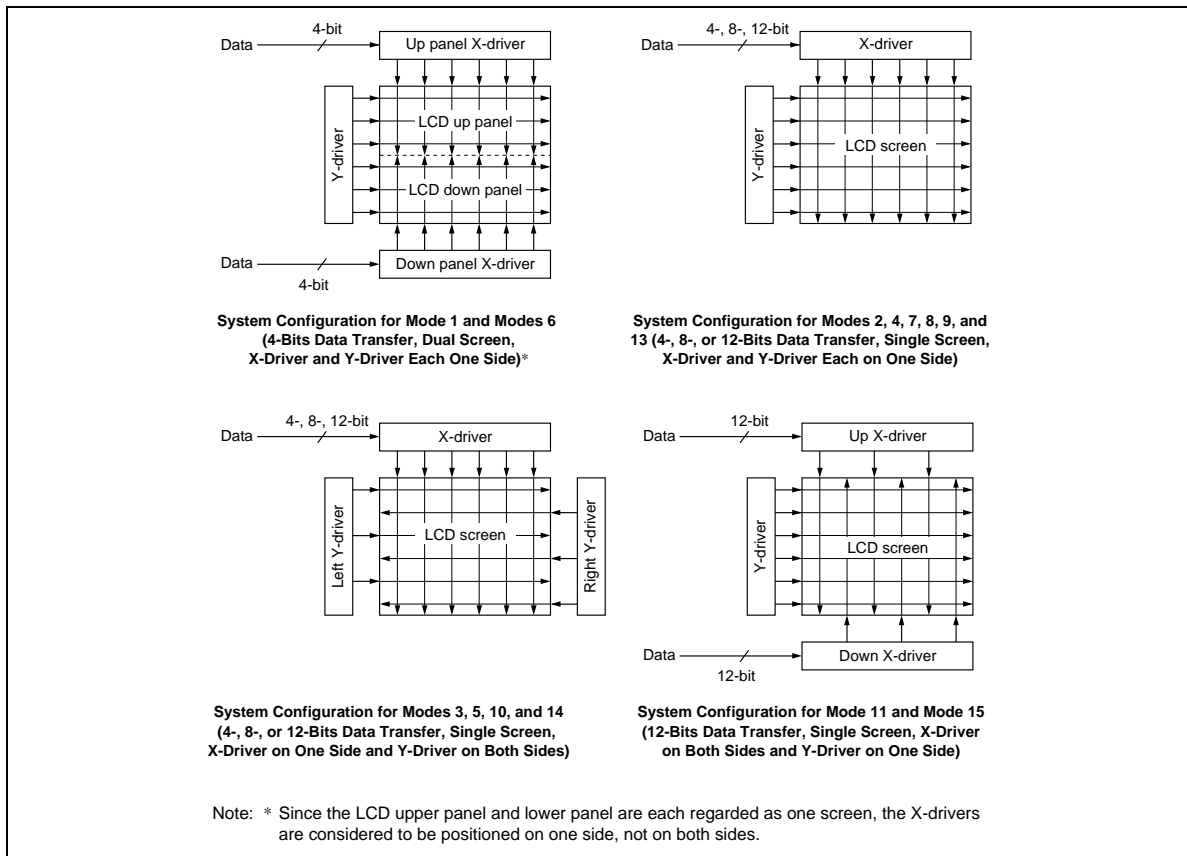 4-bit
Data
Up panel X-driver
Y-driver
LCD up panel
LCD down panel
Data
Down panel X-driver
4-bit
System Configuration for Mode 1 and Modes 6
(4-Bits Data Transfer, Dual Screen,
X-Driver and Y-Driver Each One Side)*
4-, 8-, 12-bit
Data
X-driver
Y-driver
LCD screen
System Configuration for Modes 2, 4, 7, 8, 9, and
13 (4-, 8-, or 12-Bits Data Transfer, Single Screen,
X-Driver and Y-Driver Each on One Side)
4-, 8-, 12-bit
Data
X-driver
Left Y-driver
LCD screen
Right Y-driver
System Configuration for Modes 3, 5, 10, and 14
(4-, 8-, or 12-Bits Data Transfer, Single Screen,
X-Driver on One Side and Y-Driver on Both Sides)
12-bit
Data
Up X-driver
Y-driver
LCD screen
Data
Down X-driver
12-bit
System Configuration for Mode 11 and Mode 15
(12-Bits Data Transfer, Single Screen, X-Driver
on Both Sides and Y-Driver on One Side)
Note: * Since the LCD upper panel and lower panel are each regarded as one screen, the X-drivers
are considered to be positioned on one side, not on both sides.